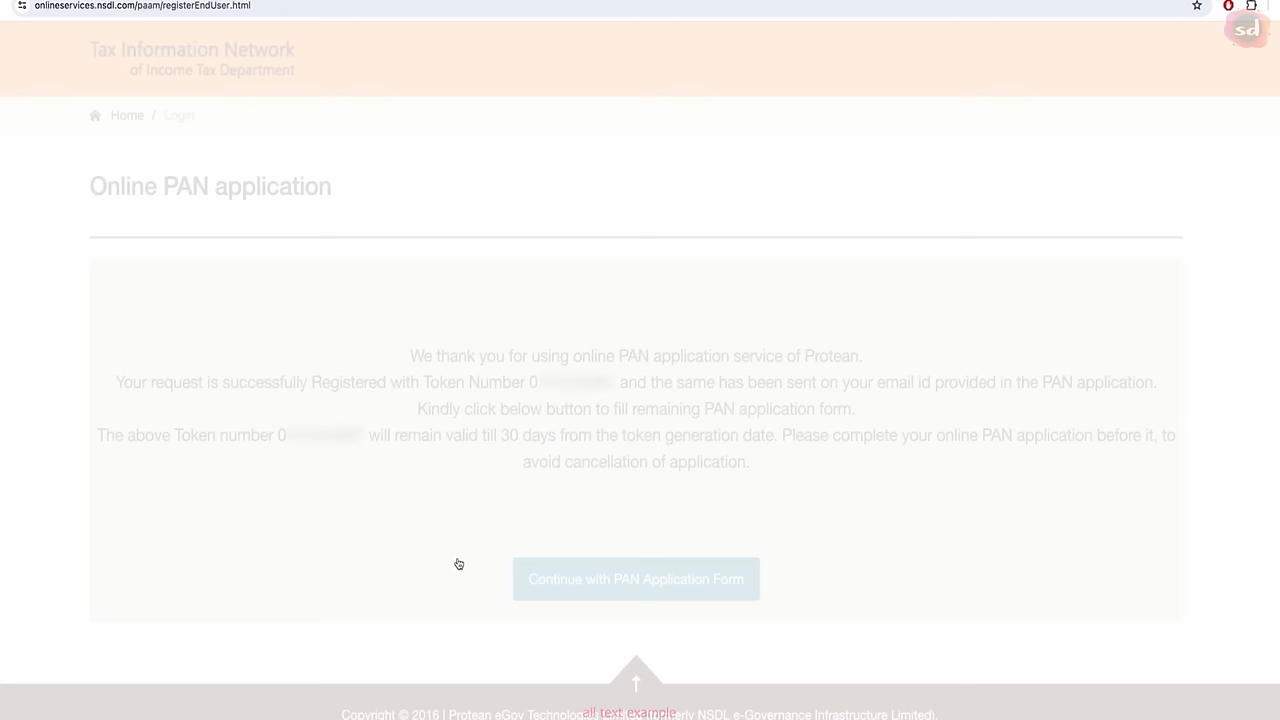 onlineservices.nsdl.com/paam/registerEndUser.html
sd
Tax Information Network
of Income Tax Department
Home / Login
Online PAN application
We thank you for using online PAN application service of Protean.
Your request is successfully Registered with Token Number 0 and the same has been sent on your email id provided in the PAN application.
Kindly click below button to fill remaining PAN application form.
The above Token number 0 will remain valid till 30 days from the token generation date. Please complete your online PAN application before it, to
avoid cancellation of application.
Continue with PAN Application Form
Copyright © 2016 | Protean eGov Technologies (formerly NSDL e-Governance Infrastructure Limited).
all text example